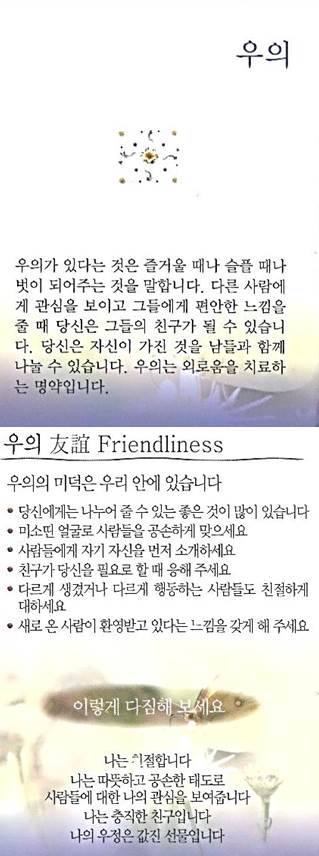 우의
우의가 있다는 것은 즐거울 때나 슬플 때나
벗이 되어주는 것을 말합니다. 다른 사람에
게 관심을 보이고 그들에게 편안한 느낌을
줄 때 당신은 그들의 친구가 될 수 있습니
다. 당신은 자신이 가진 것을 남들과 함께
나눌 수 있습니다. 우의는 외로움을 치료하
는 명약입니다.
우의 友誼 Friendliness
우의의 미덕은 우리 안에 있습니다
• 당신에게는 나누어 줄 수 있는 좋은 것이 많이 있습니다
• 미소띤 얼굴로 사람들을 공손하게 맞으세요
• 사람들에게 자기 자신을 먼저 소개하세요
• 친구가 당신을 필요로 할 때 응해 주세요
• 다르게 생겼거나 다르게 행동하는 사람들도 친절하게
대하세요
• 새로 온 사람이 환영받고 있다는 느낌을 갖게 해 주세요
이렇게 다짐해 보세요
나는 친절합니다
나는 따뜻하고 공손한 태도로
사람들에 대한 나의 관심을 보여줍니다
나는 충직한 친구입니다
나의 우정은 값진 선물입니다